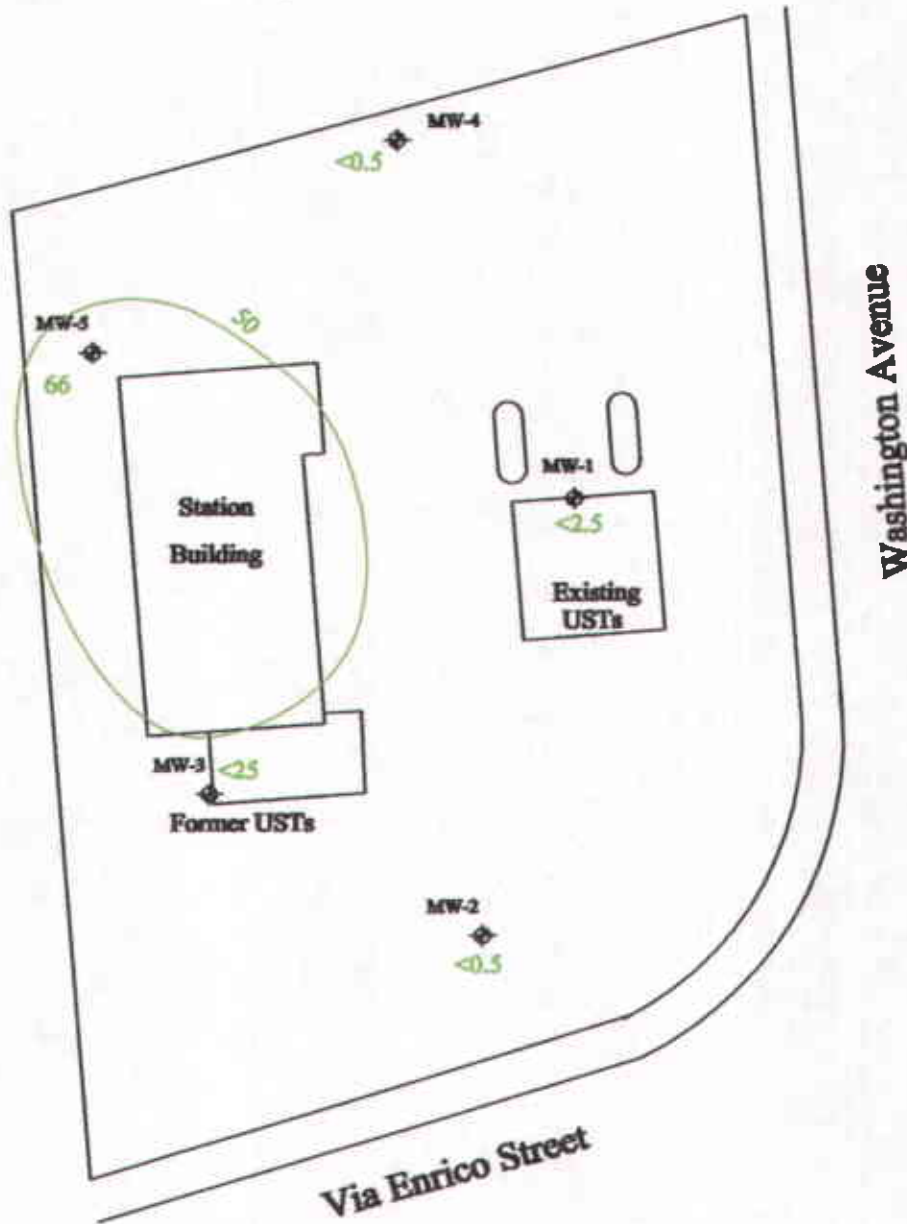 MW-4
<0.5
Washington Avenue
50
MW-5
66
MW-1
<2.5
Station
Building
Existing
USTs
MW-3
<25
Former USTs
MW-2
<0.5
Via Enrico Street